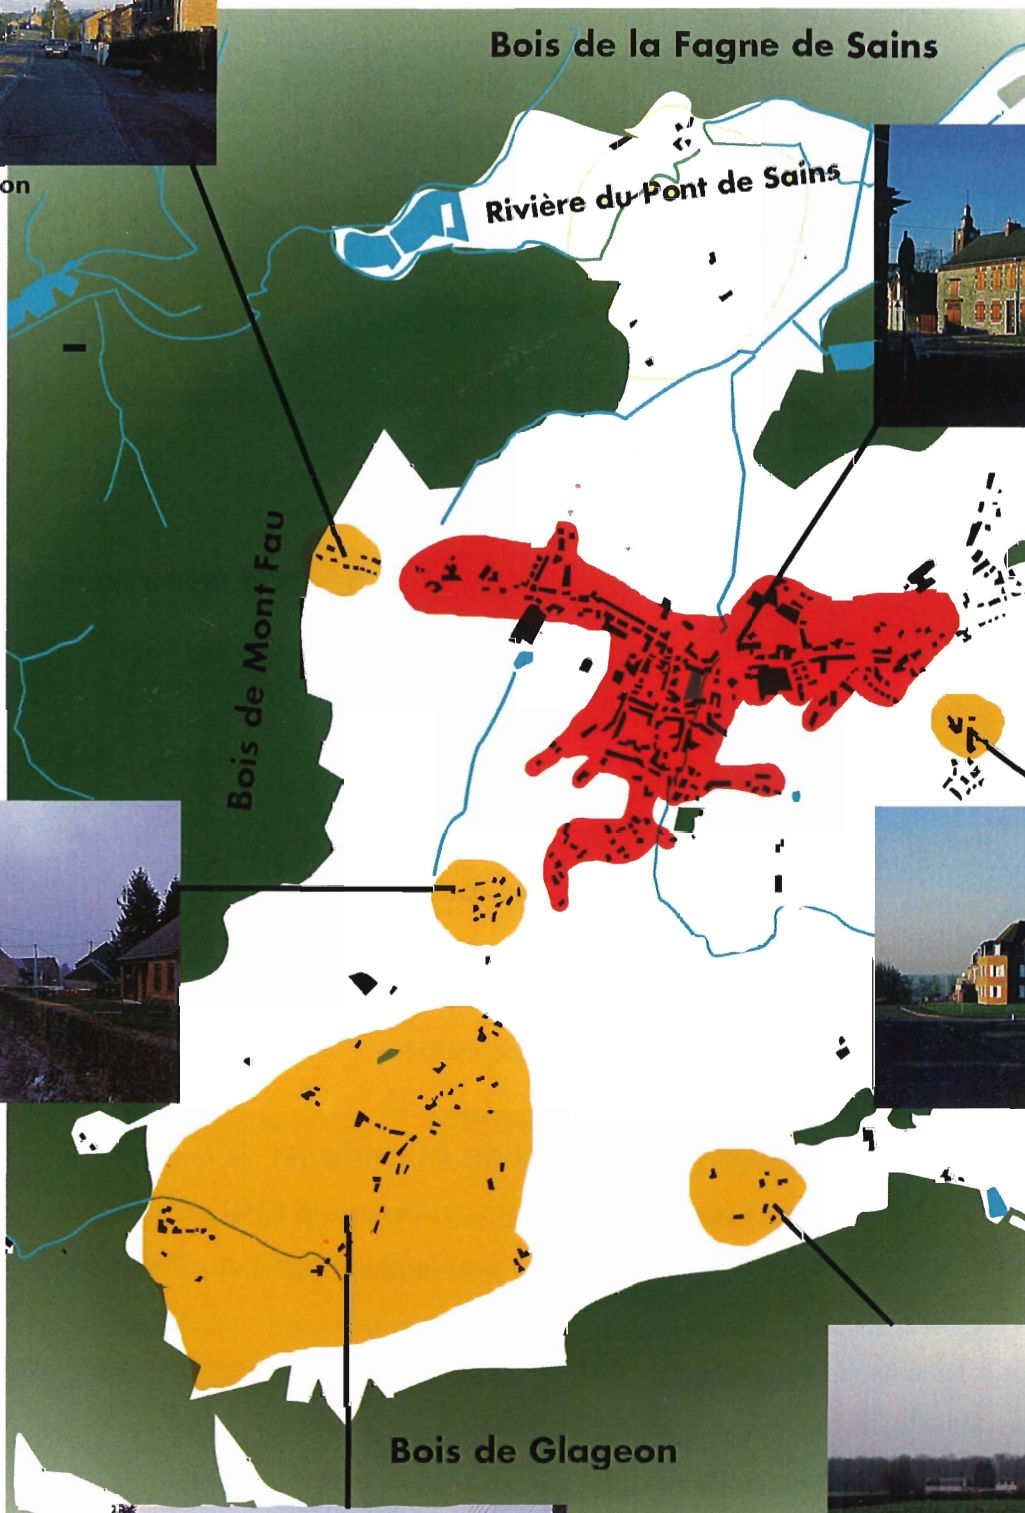 Bois de la Fagne de Sains
on
Rivière du Pont de Sains
Bois de Mont Fau
Bois de Glageon